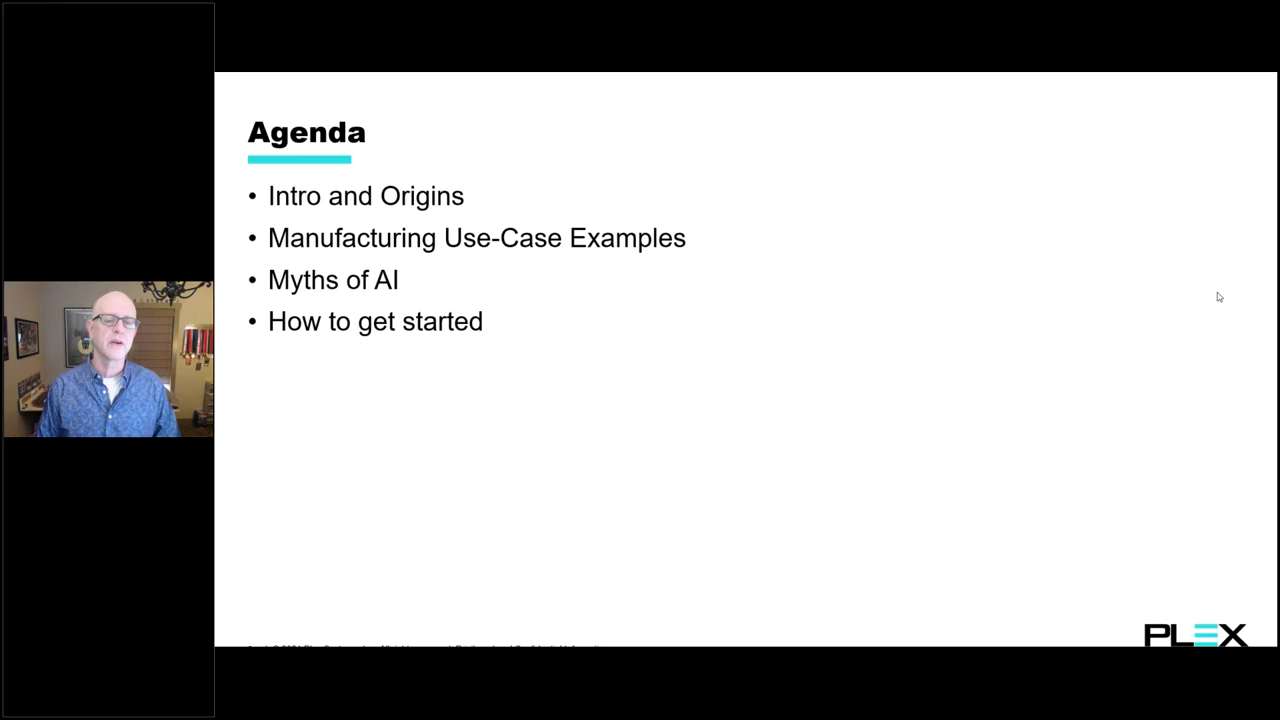 Agenda
• Intro and Origins
• Manufacturing Use-Case Examples
• Myths of AI
• How to get started
PLEX